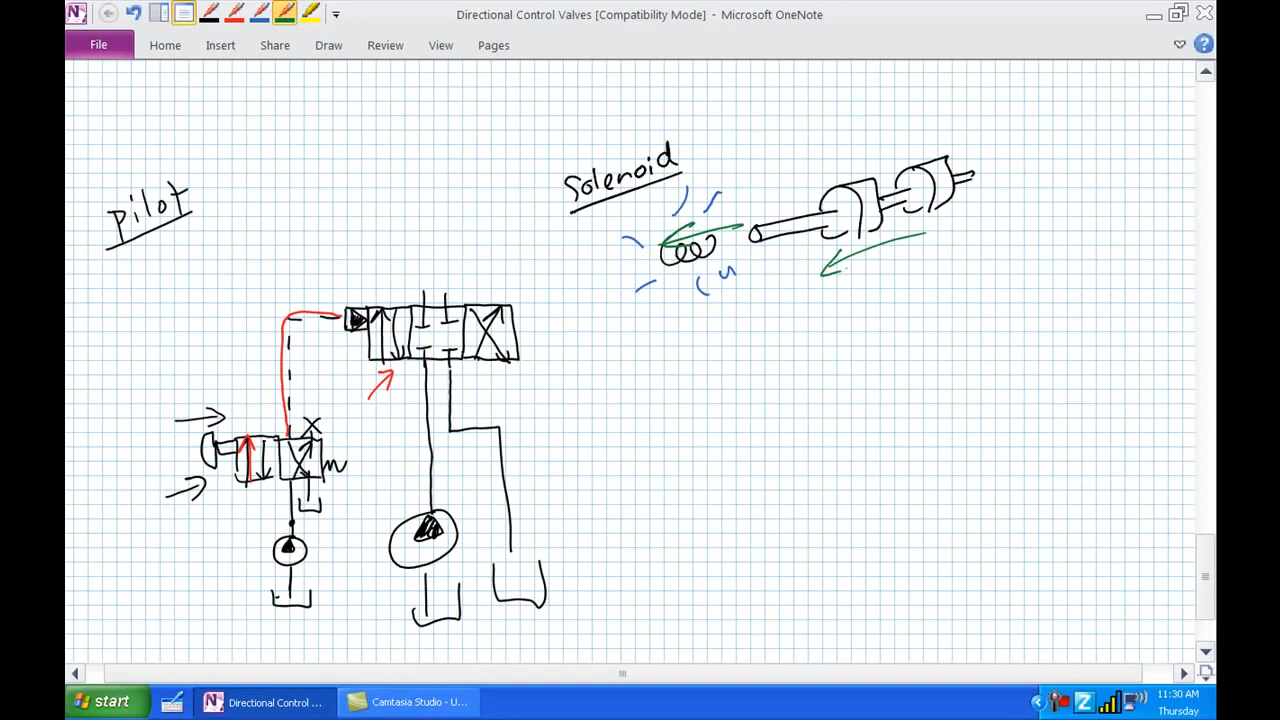 Directional Control Valves [Compatibility Mode] - Microsoft OneNote
File Home Insert Share Draw Review View Pages
Solenoid
Pilot
X
start
Directional Control ...
Camtasia Studio - U...
11:30 AM
Thursday